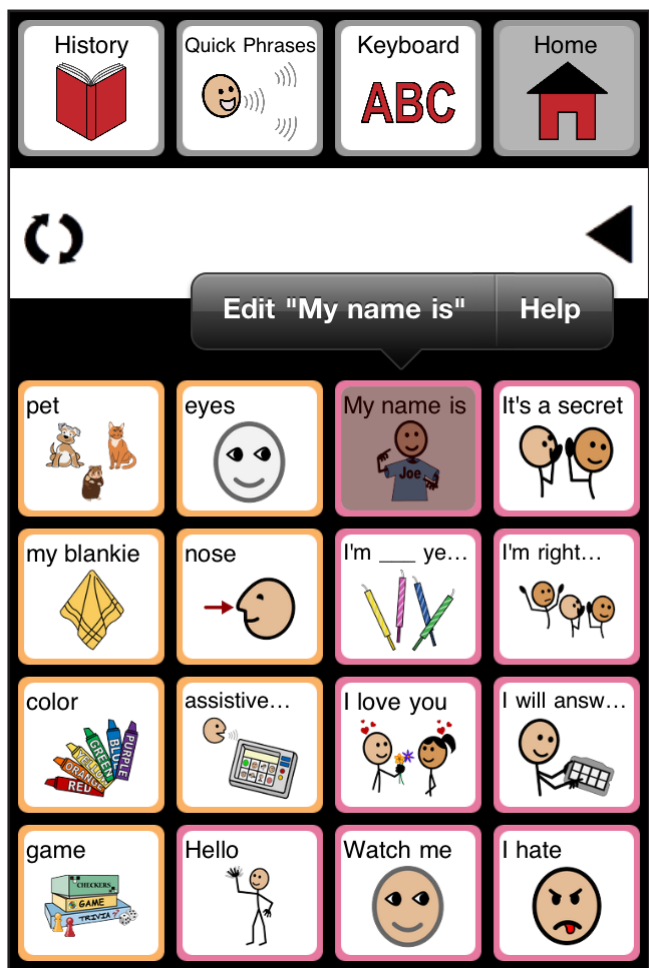 History
Quick Phrases
Keyboard
Home
ABC
Edit "My name is"
Help
pet
eyes
My name is
It's a secret
Joe
my blankie
nose
I'm ___ ye…
I'm right…
color
assistive…
I love you
I will answ…
PURPLE
BLUE
GREEN
YELLOW
ORANGE
RED
game
Hello
Watch me
I hate
CHECKERS
GAME
TRIVIA?